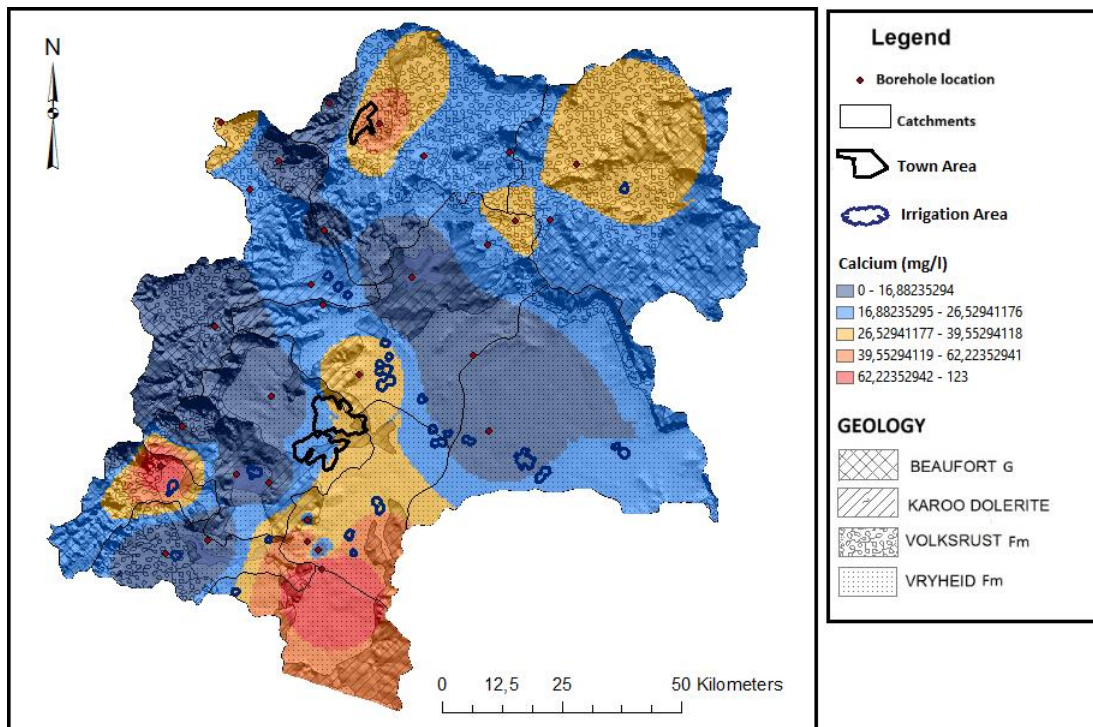 N
0 12,5 25 50 Kilometers
Legend
Borehole location
Catchments
Town Area
Irrigation Area
Calcium (mg/l)
0 - 16,88235294
16,88235295 - 26,52941176
26,52941177 - 39,55294118
39,55294119 - 62,22352941
62,22352942 - 123
GEOLOGY
BEAUFORT G
KAROO DOLERITE
VOLKSRUST Fm
VRYHEID Fm